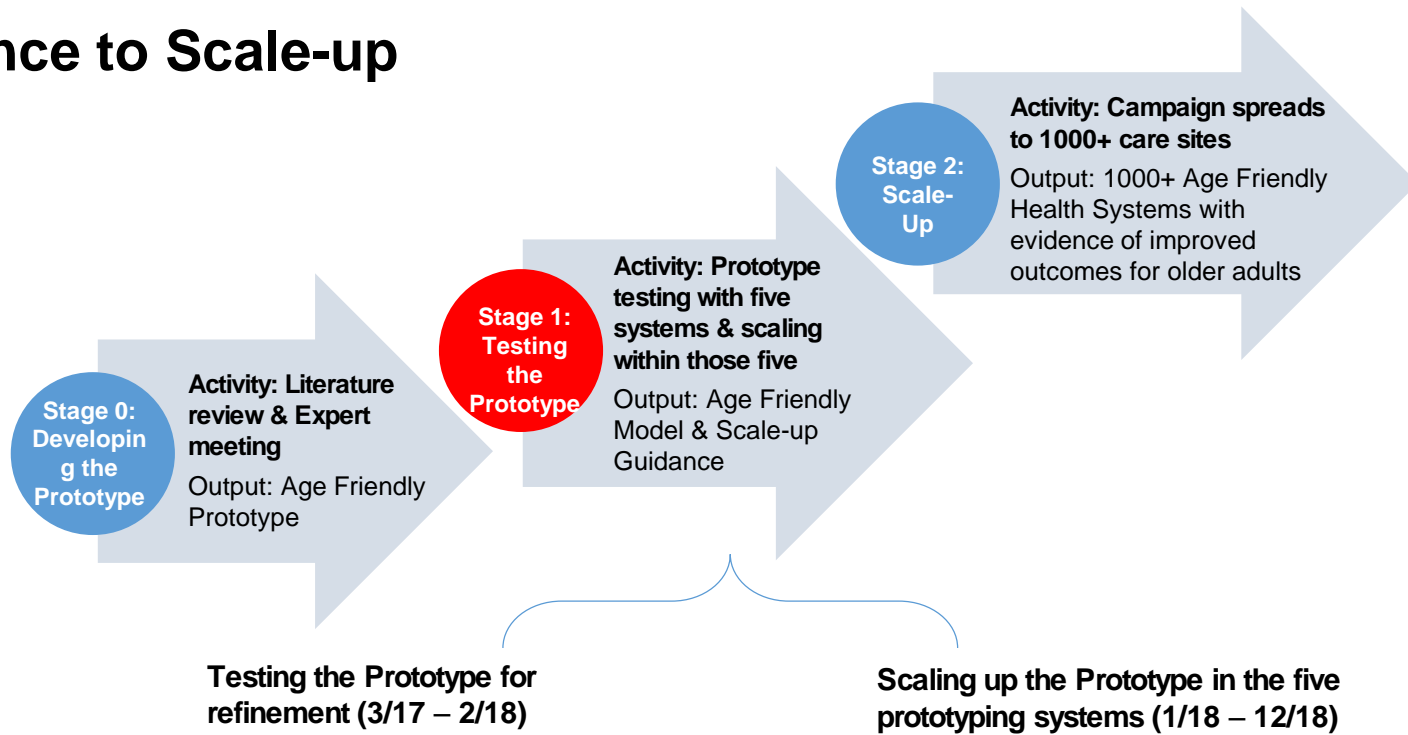 nce to Scale-up
Activity: Campaign spreads
to 1000+ care sites
Output: 1000+ Age Friendly
Health Systems with
evidence of improved
outcomes for older adults
Stage 2:
Scale-
Up
Activity: Prototype
testing with five
systems & scaling
within those five
Output: Age Friendly
Model & Scale-up
Guidance
Stage 1:
Testing
the
Prototype
Activity: Literature
review & Expert
meeting
Output: Age Friendly
Prototype
Stage 0:
Developin
g the
Prototype
Testing the Prototype for
refinement (3/17 – 2/18)
Scaling up the Prototype in the five
prototyping systems (1/18 – 12/18)